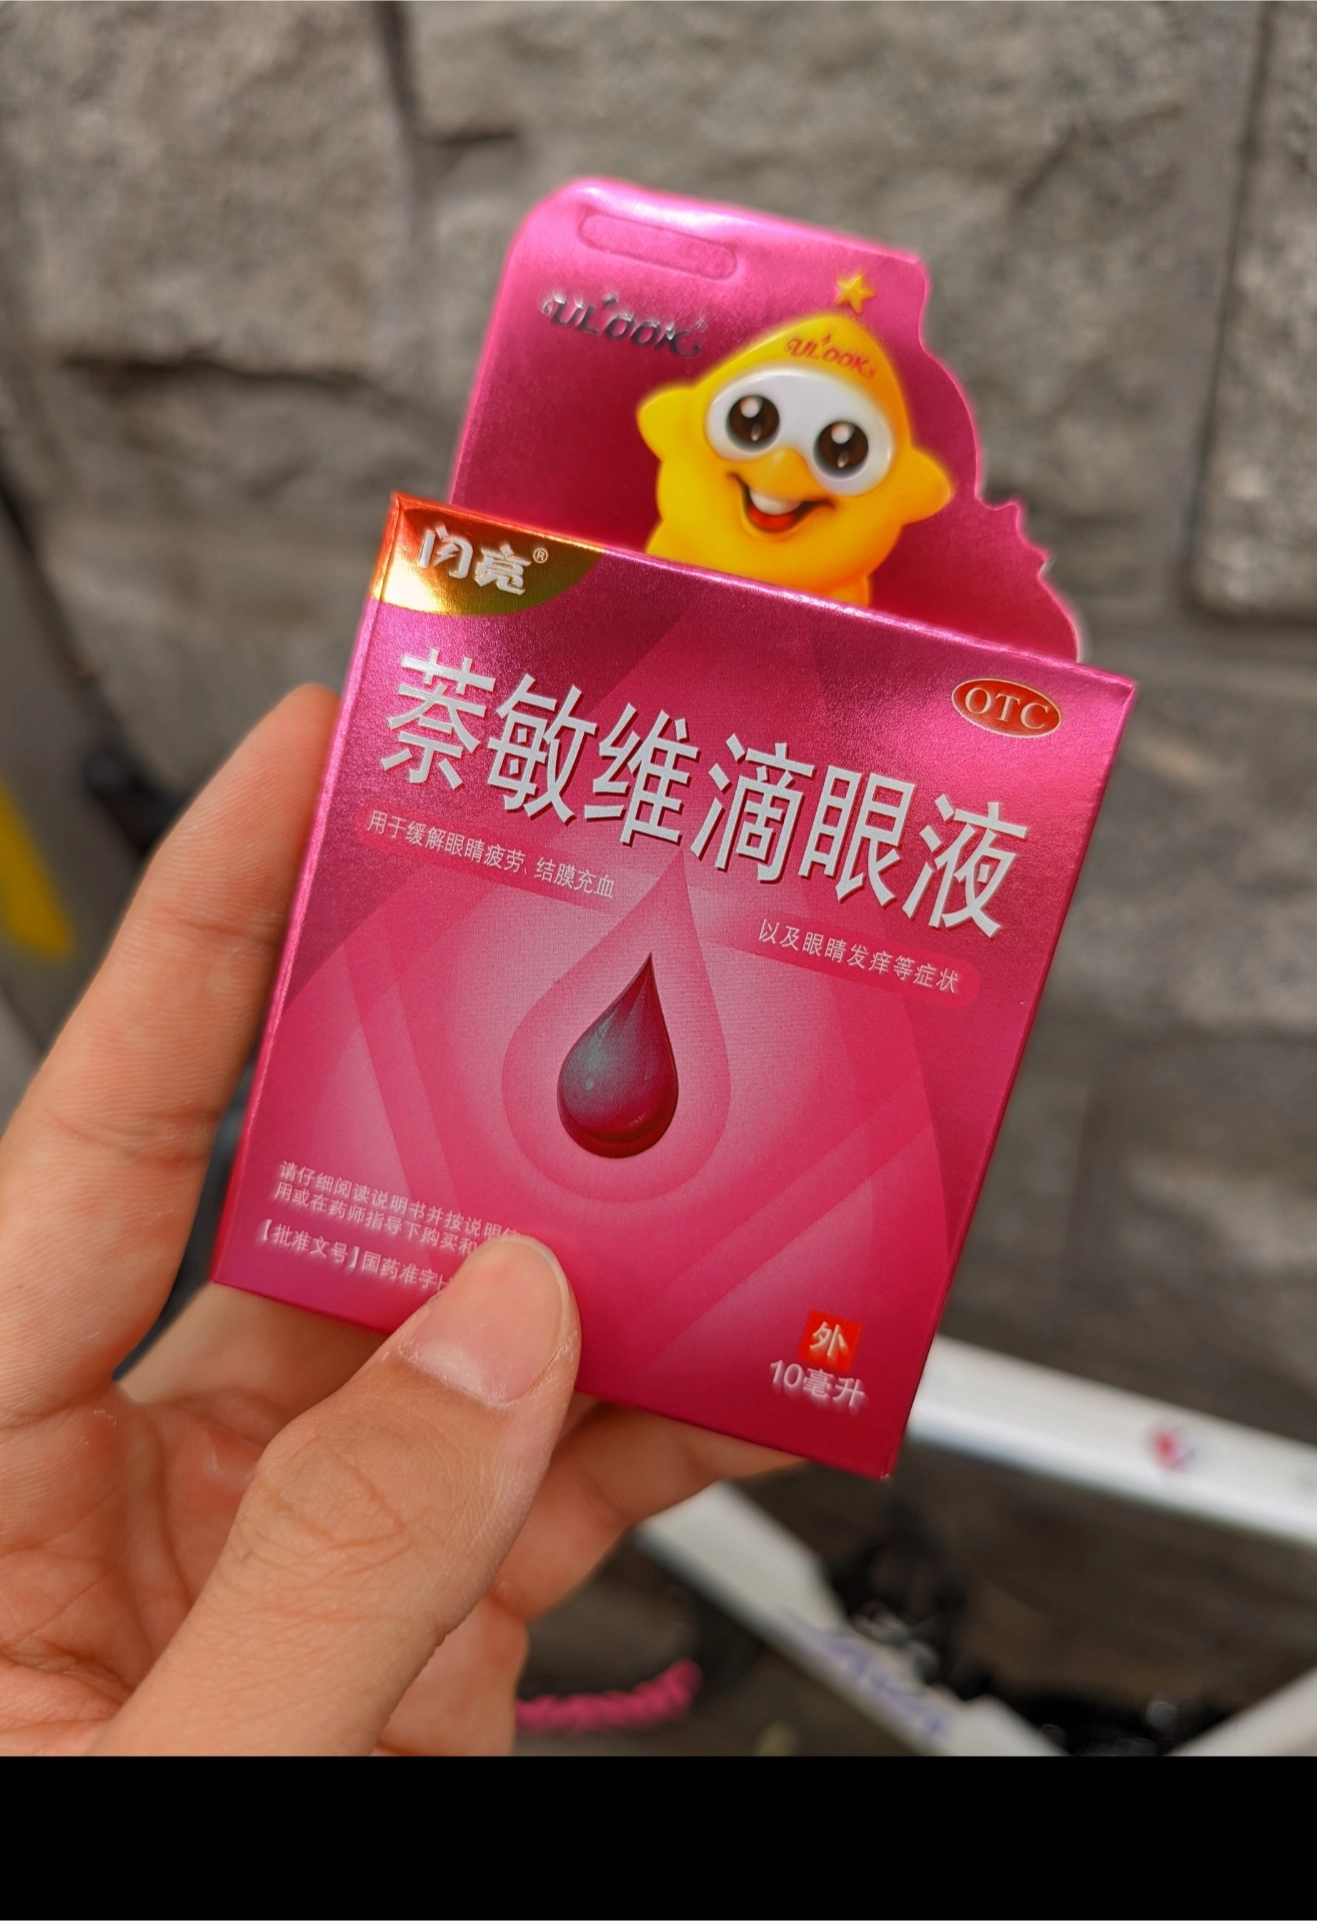 ULOOK
ULOOK
闪亮®
OTC
萘敏维滴眼液
用于缓解眼睛疲劳、结膜充血
以及眼睛发痒等症状
请仔细阅读说明书并按说明
用或在药师指导下购买和
【批准文号】国药准字
外
10毫升